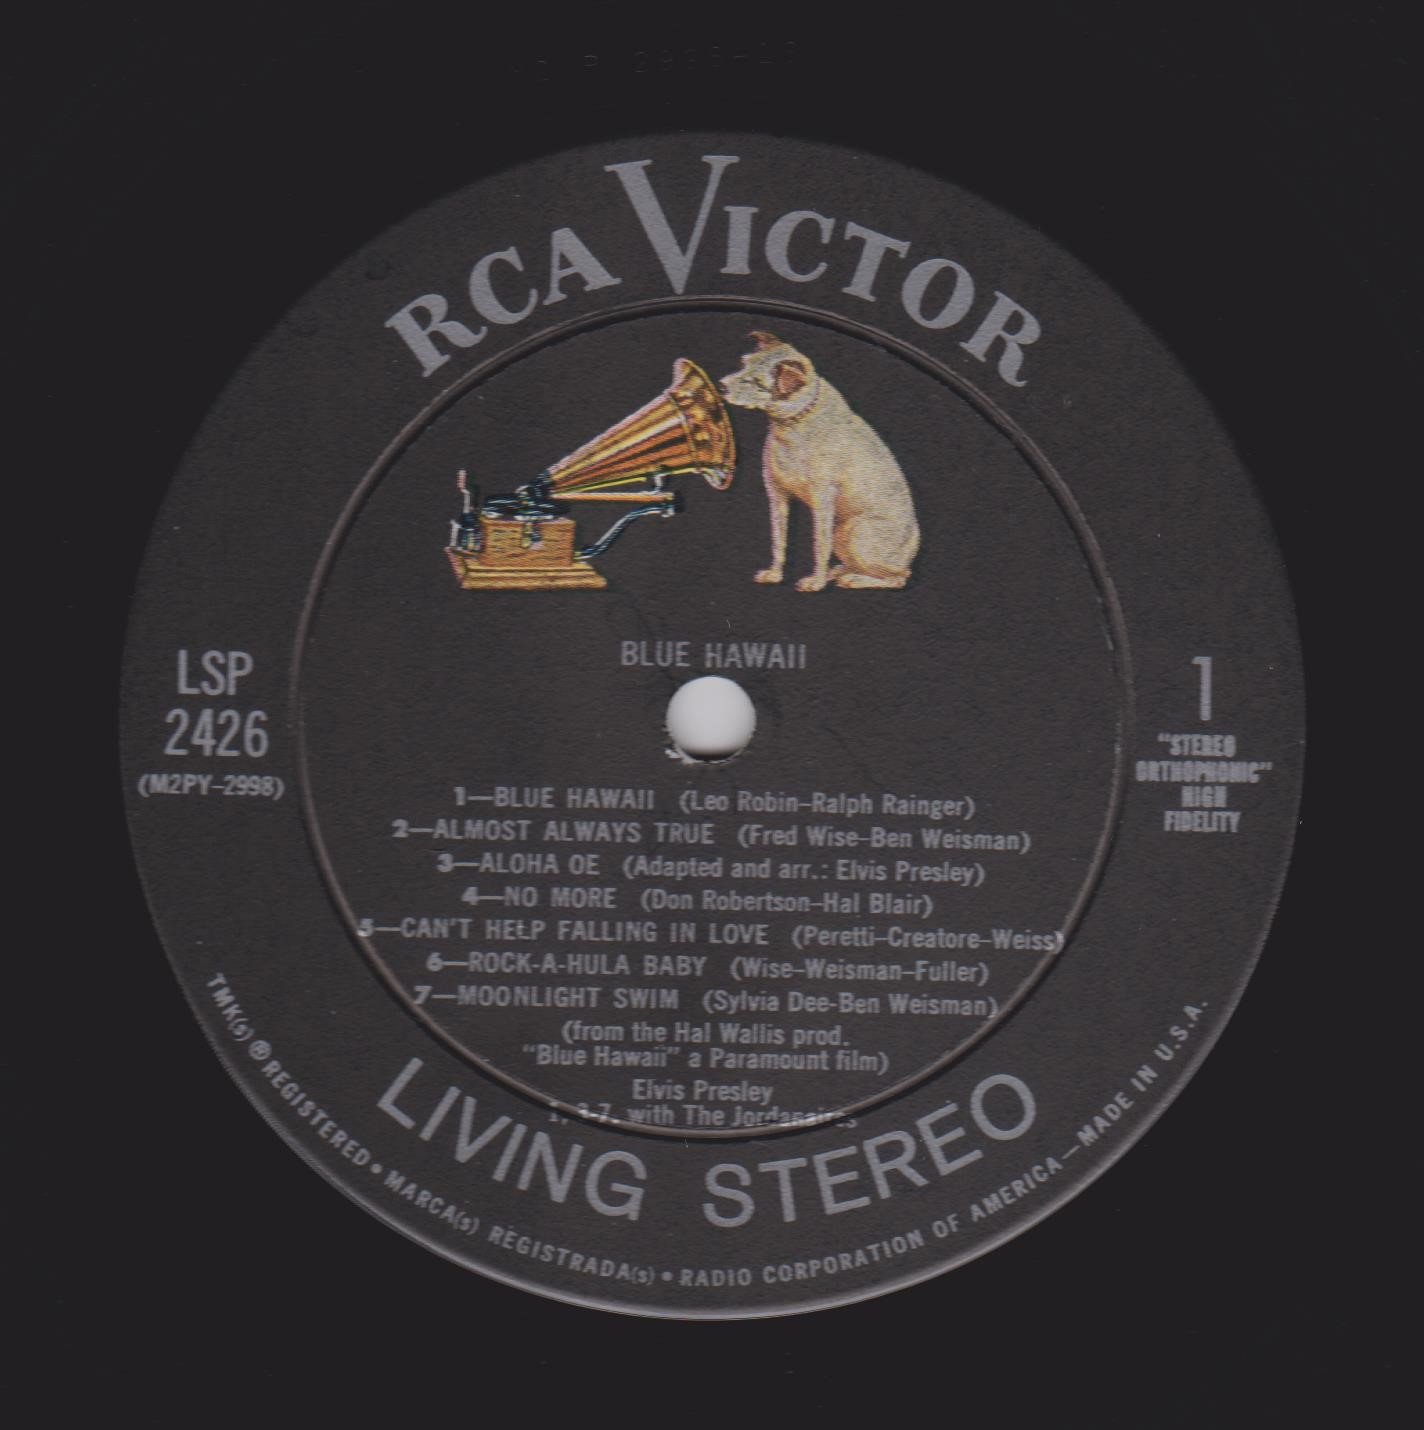 RCA VICTOR
BLUE HAWAII
LSP
2426
(M2PY-2998)
1
"STEREO
ORTHOPHONIC"
HIGH
FIDELITY
1—BLUE HAWAII (Leo Robin-Ralph Rainger)
2—ALMOST ALWAYS TRUE (Fred Wise-Ben Weisman)
3—ALOHA OE (Adapted and arr.: Elvis Presley)
4—NO MORE (Don Robertson-Hal Blair)
5—CAN'T HELP FALLING IN LOVE (Peretti-Creatore-Weiss)
6—ROCK-A-HULA BABY (Wise-Weisman-Fuller)
7—MOONLIGHT SWIM (Sylvia Dee-Ben Weisman)
(from the Hal Wallis prod.
"Blue Hawaii" a Paramount film)
Elvis Presley
with The Jordanaires
LIVING STEREO
TMK(s) ® REGISTERED • MARCA(s) REGISTRADA(s) • RADIO CORPORATION OF AMERICA—MADE IN U.S.A.